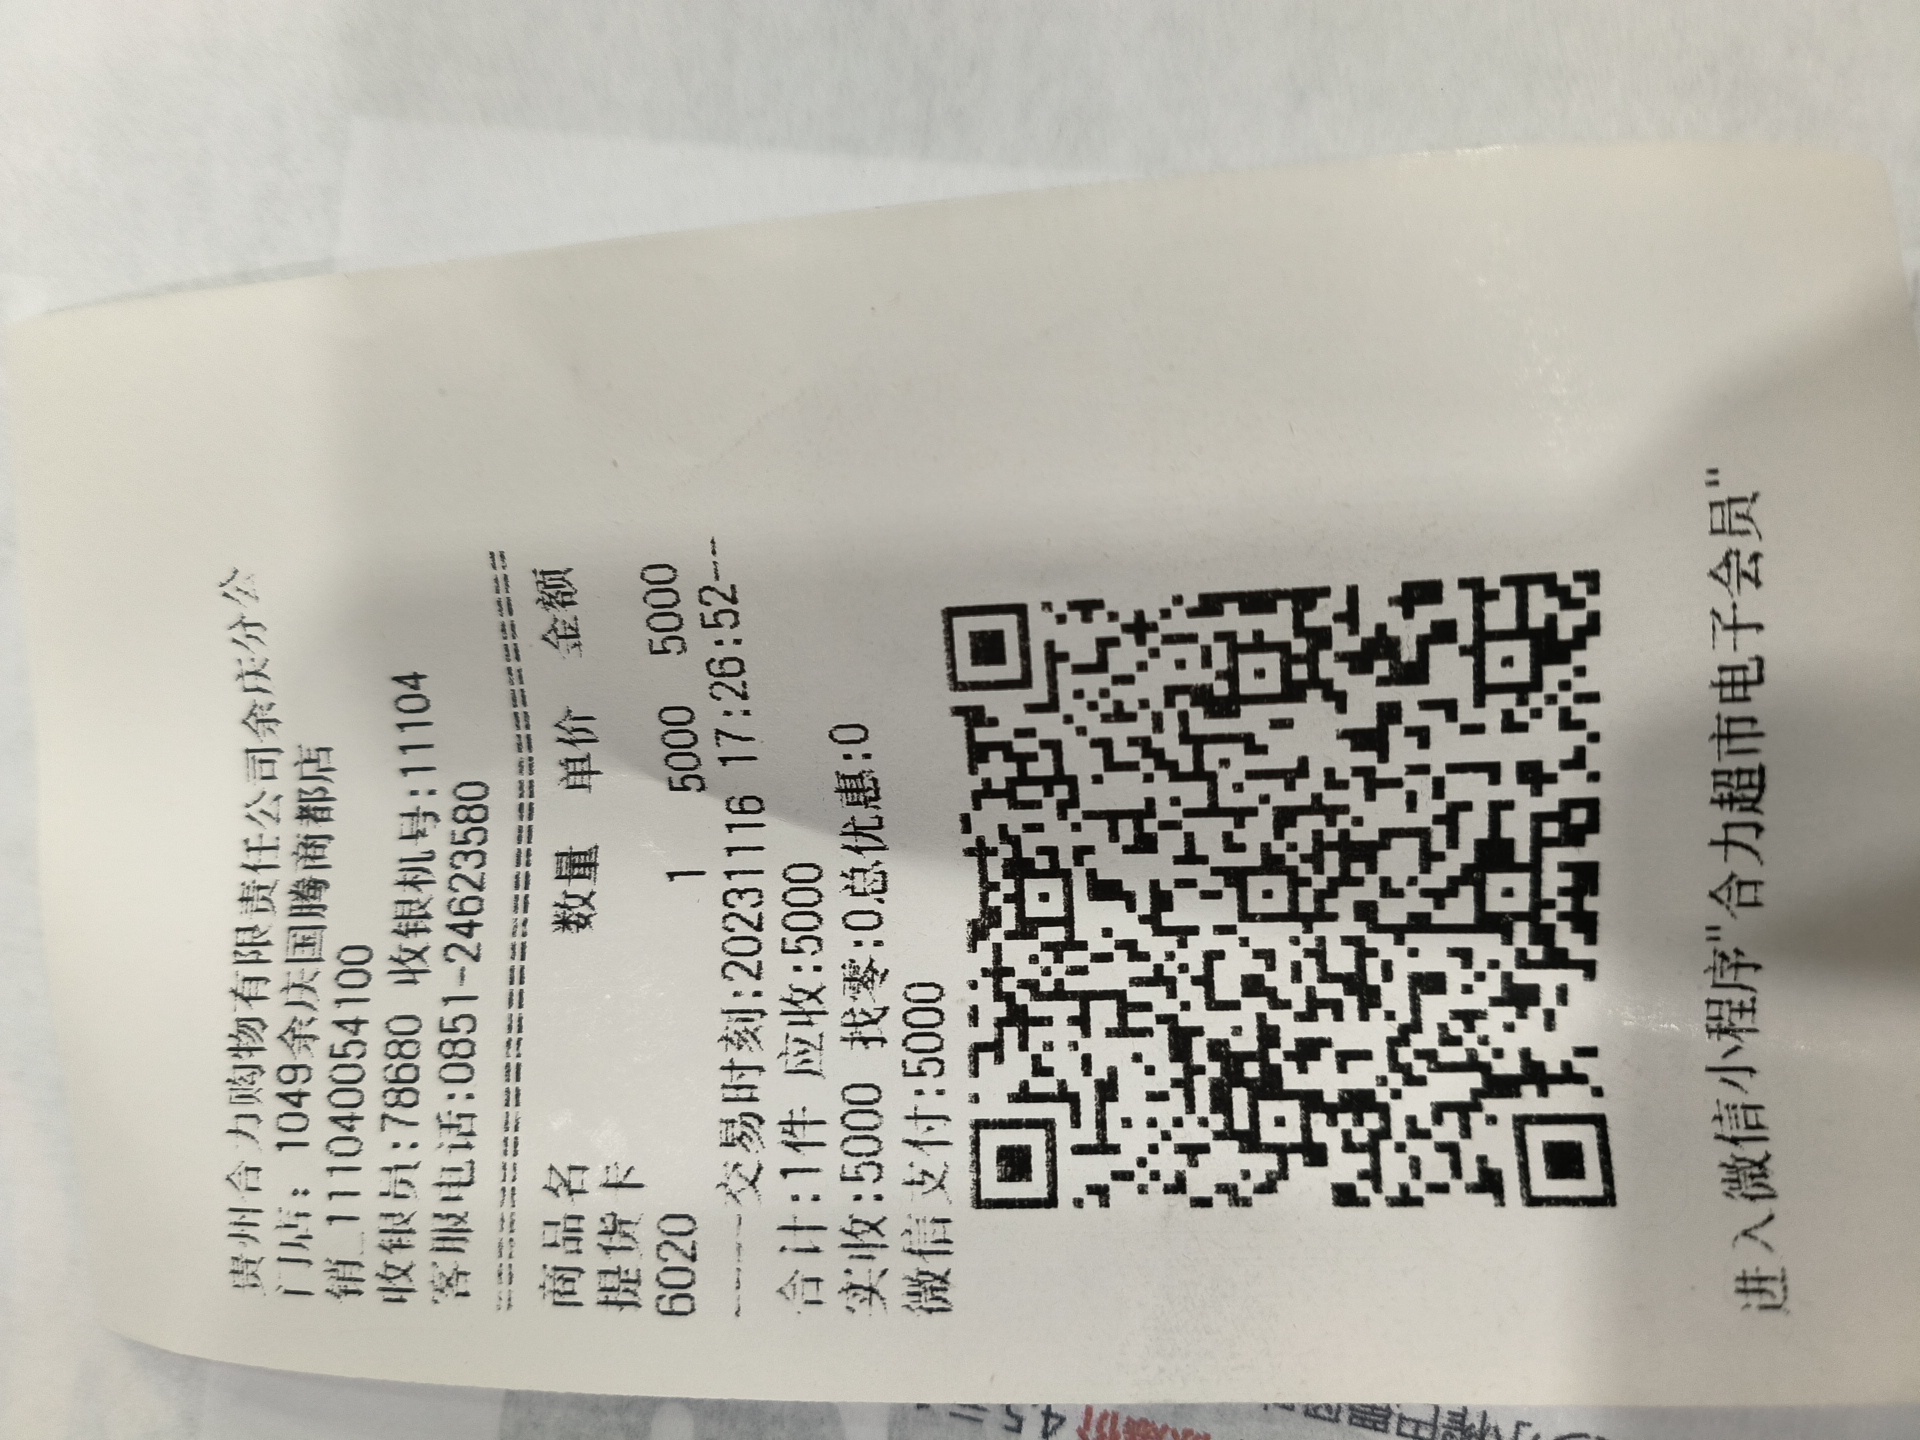 贵州合力购物有限责任公司余庆分公
门店: 1049余庆国腾商都店
销_1110400054100
收银员:788680 收银机号:11104
客服电话:0851-24623580
================================
商品名 数量 单价 金额
提货卡
6020 1 5000 5000
----交易时刻:20231116 17:26:52---
合计:1件 应收:5000
实收:5000 找零:0总优惠:0
微信支付:5000
进入微信小程序"合力超市电子会员"